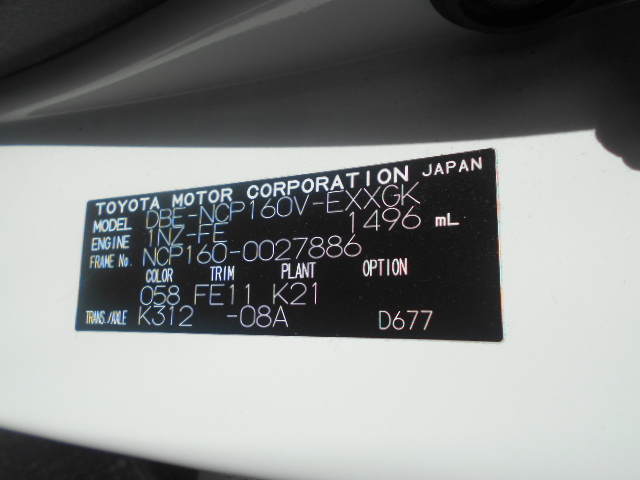 TOYOTA MOTOR CORPORATION JAPAN
MODEL DBE-NCP160V-EXXGK
ENGINE 1NZ-FE 1496 mL
FRAME No. NCP160-0027886
COLOR TRIM PLANT OPTION
058 FE11 K21
TRANS./AXLE K312 -08A D677